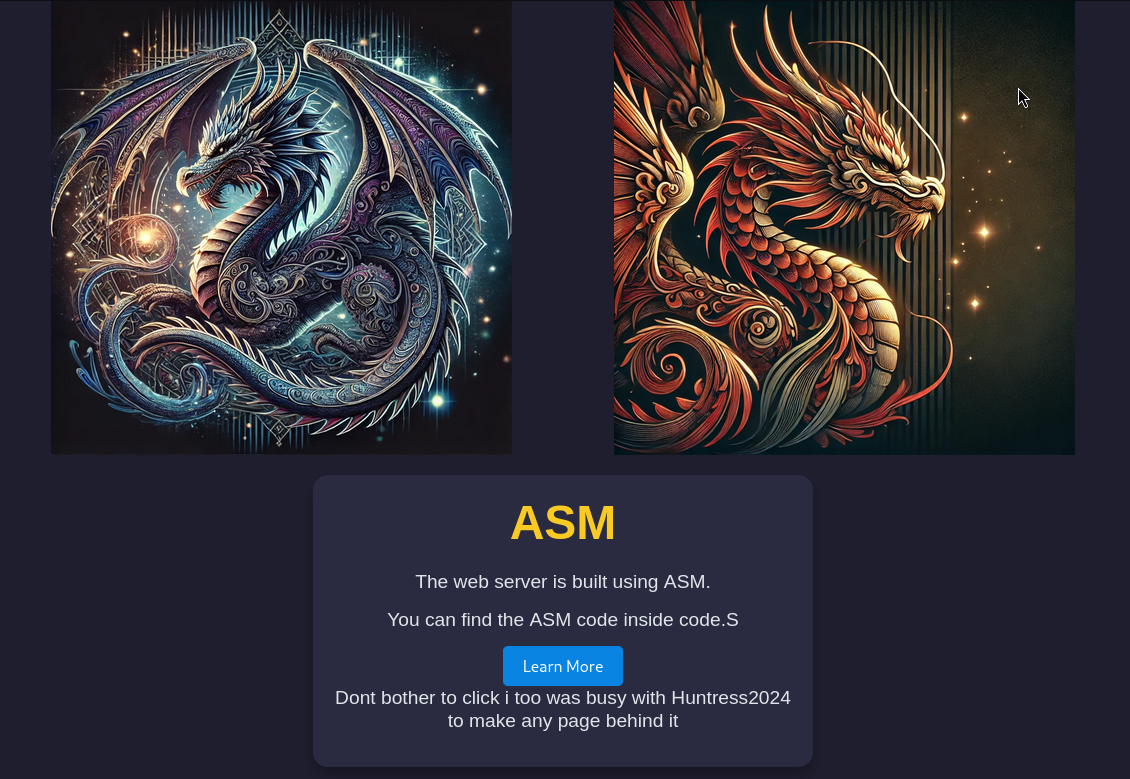 ASM
The web server is built using ASM.
You can find the ASM code inside code.S
Learn More
Dont bother to click i too was busy with Huntress2024
to make any page behind it